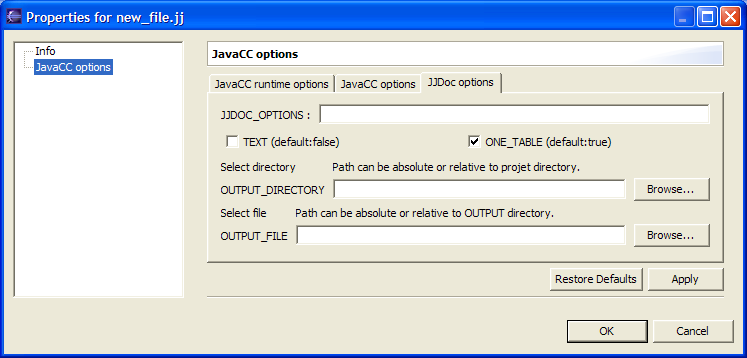 Properties for new_file.jj
Info
JavaCC options
JavaCC options
JavaCC runtime options JavaCC options JJDoc options
JJDOC_OPTIONS :
TEXT (default:false) ONE_TABLE (default:true)
Select directory Path can be absolute or relative to projet directory.
OUTPUT_DIRECTORY Browse...
Select file Path can be absolute or relative to OUTPUT directory.
OUTPUT_FILE Browse...
Restore Defaults Apply
OK Cancel